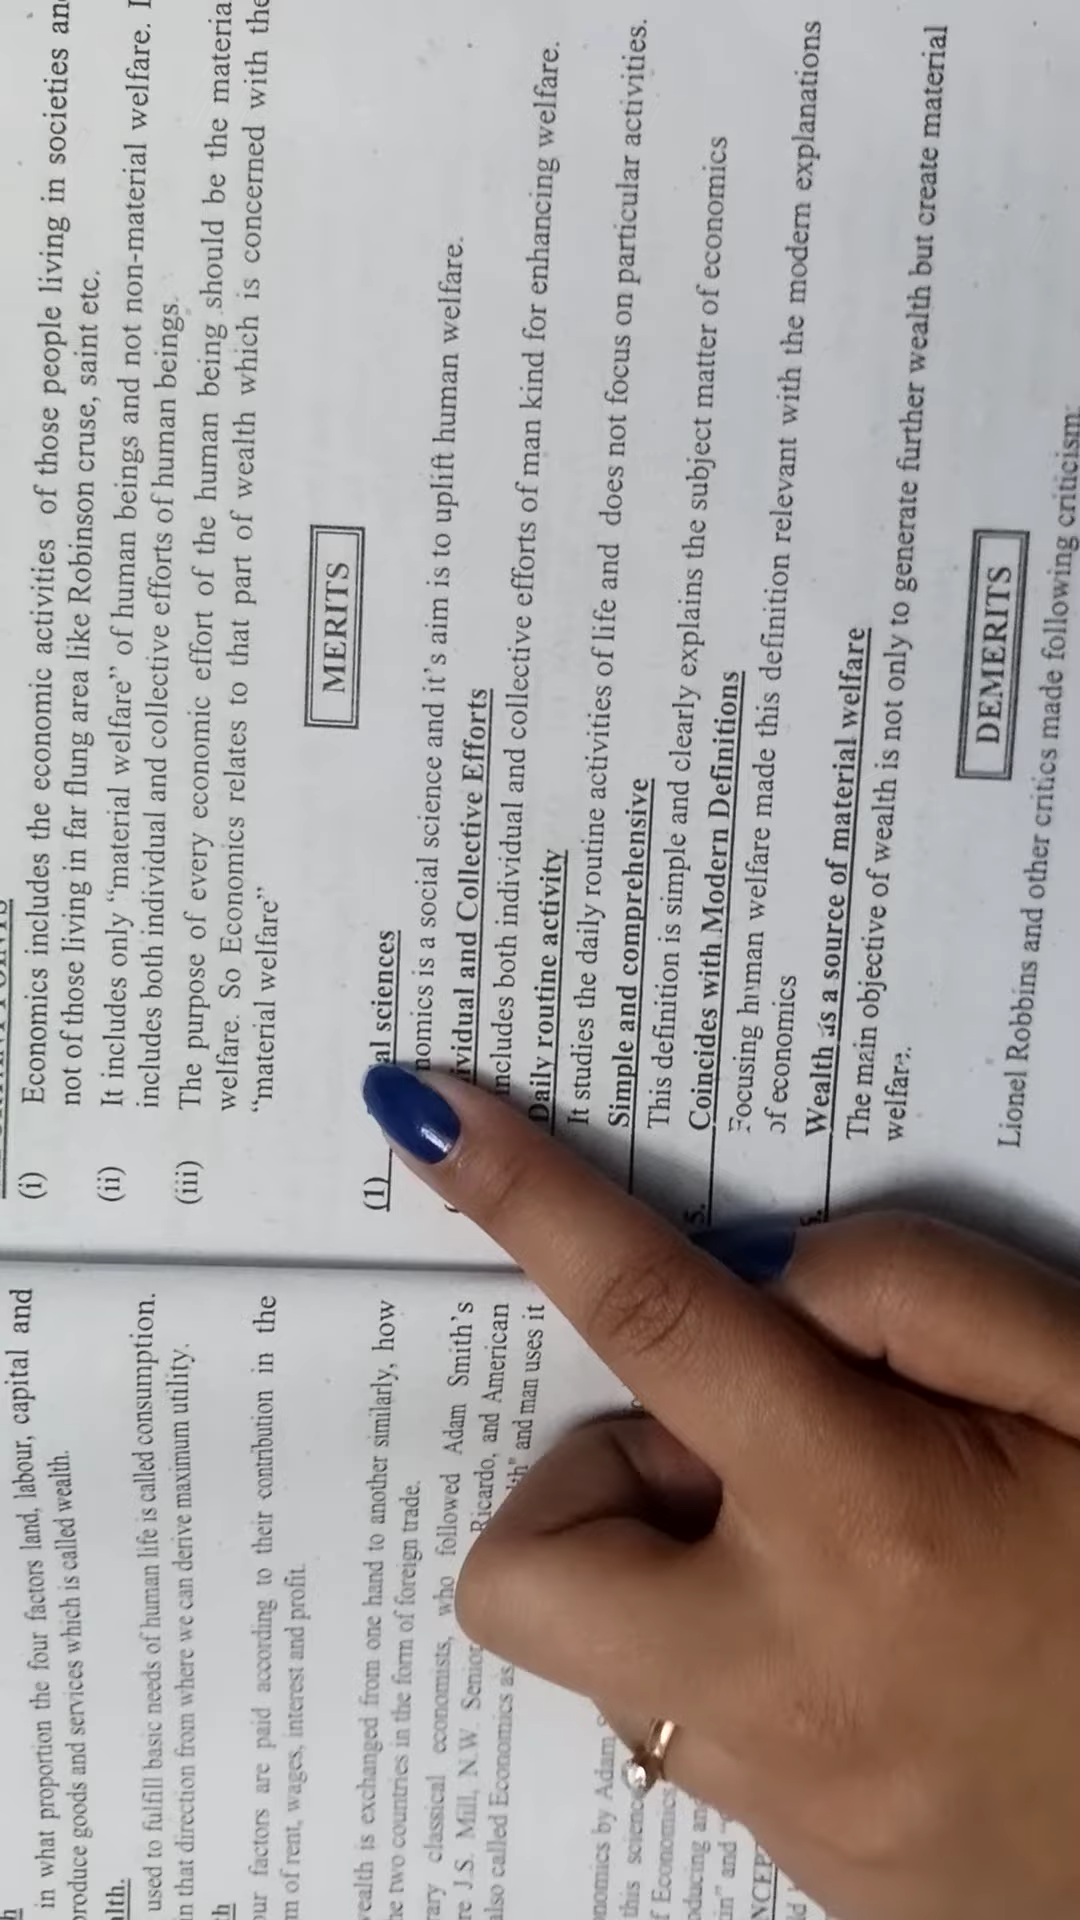 (i) Economics includes the economic activities of those people living in societies and
not of those living in far flung area like Robinson cruse, saint etc.
(ii) It includes only “material welfare” of human beings and not non-material welfare. I
includes both individual and collective efforts of human beings.
(iii) The purpose of every economic effort of the human being should be the materia
welfare. So Economics relates to that part of wealth which is concerned with the
“material welfare”
MERITS
(1) al sciences
nomics is a social science and it’s aim is to uplift human welfare.
ividual and Collective Efforts
includes both individual and collective efforts of man kind for enhancing welfare.
Daily routine activity
It studies the daily routine activities of life and does not focus on particular activities.
Simple and comprehensive
This definition is simple and clearly explains the subject matter of economics
5. Coincides with Modern Definitions
Focusing human welfare made this definition relevant with the modern explanations
of economics
Wealth as a source of material welfare
The main objective of wealth is not only to generate further wealth but create material
welfare.
DEMERITS
Lionel Robbins and other critics made following criticism:
in what proportion the four factors land, labour, capital and
produce goods and services which is called wealth.
alth.
used to fulfill basic needs of human life is called consumption.
n that direction from where we can derive maximum utility.
th
our factors are paid according to their contribution in the
m of rent, wages, interest and profit.
wealth is exchanged from one hand to another similarly, how
he two countries in the form of foreign trade.
rary classical economists, who followed Adam Smith’s
re J.S. Mill, N.W. Senior Ricardo, and American
also called Economics as th" and man uses it
onomics by Adam
this science
f Economics
oducing an
in" and
NCEP